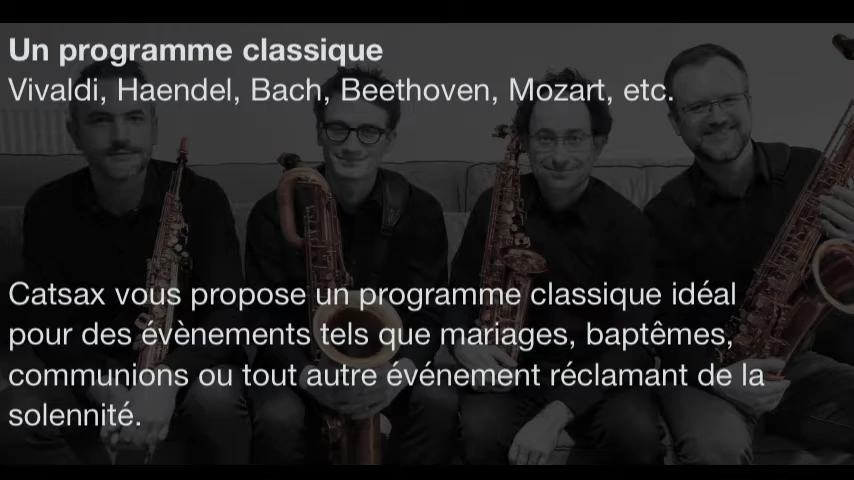 Un programme classique
Vivaldi, Haendel, Bach, Beethoven, Mozart, etc.
Catsax vous propose un programme classique idéal
pour des évènements tels que mariages, baptêmes,
communions ou tout autre événement réclamant de la
solennité.